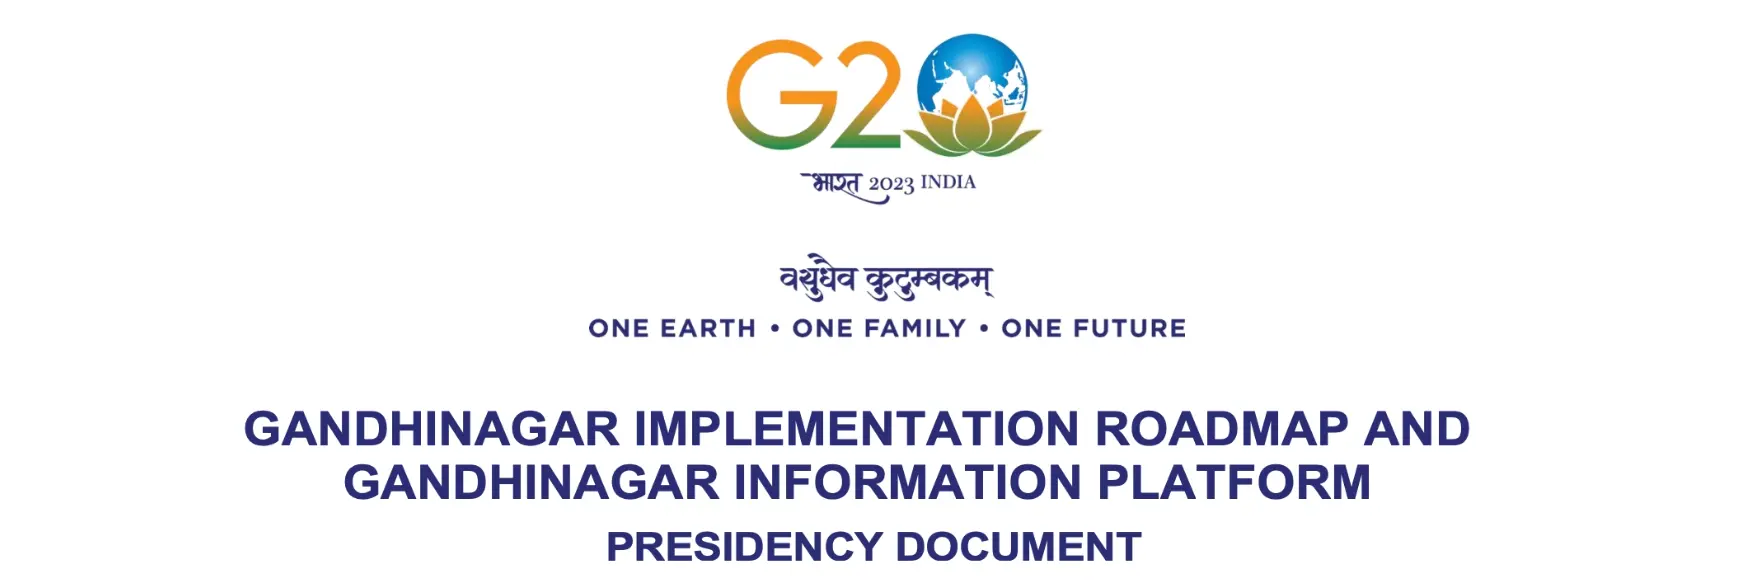 G20
भारत 2023 INDIA
वसुधैव कुटुम्बकम्
ONE EARTH • ONE FAMILY • ONE FUTURE
GANDHINAGAR IMPLEMENTATION ROADMAP AND
GANDHINAGAR INFORMATION PLATFORM
PRESIDENCY DOCUMENT